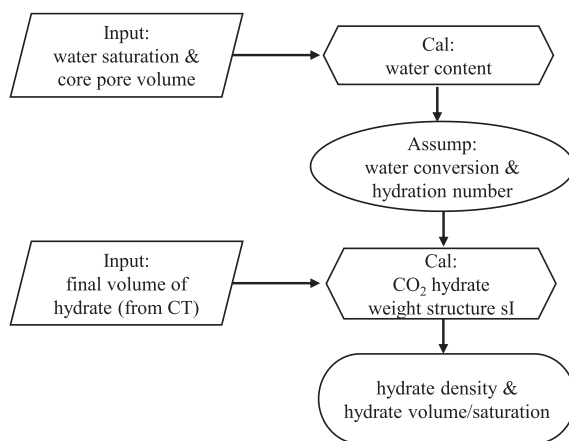 Input:
water saturation &
core pore volume
Cal:
water content
Assump:
water conversion &
hydration number
Input:
final volume of
hydrate (from CT)
Cal:
CO₂ hydrate
weight structure sI
hydrate density &
hydrate volume/saturation